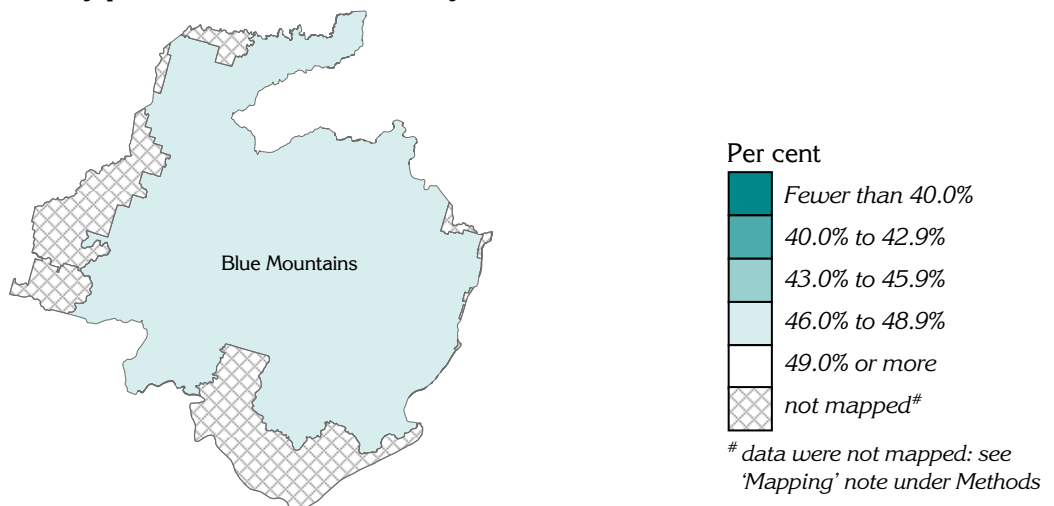 Blue Mountains
Per cent
Fewer than 40.0%
40.0% to 42.9%
43.0% to 45.9%
46.0% to 48.9%
49.0% or more
not mapped#
# data were not mapped: see
‘Mapping’ note under Methods